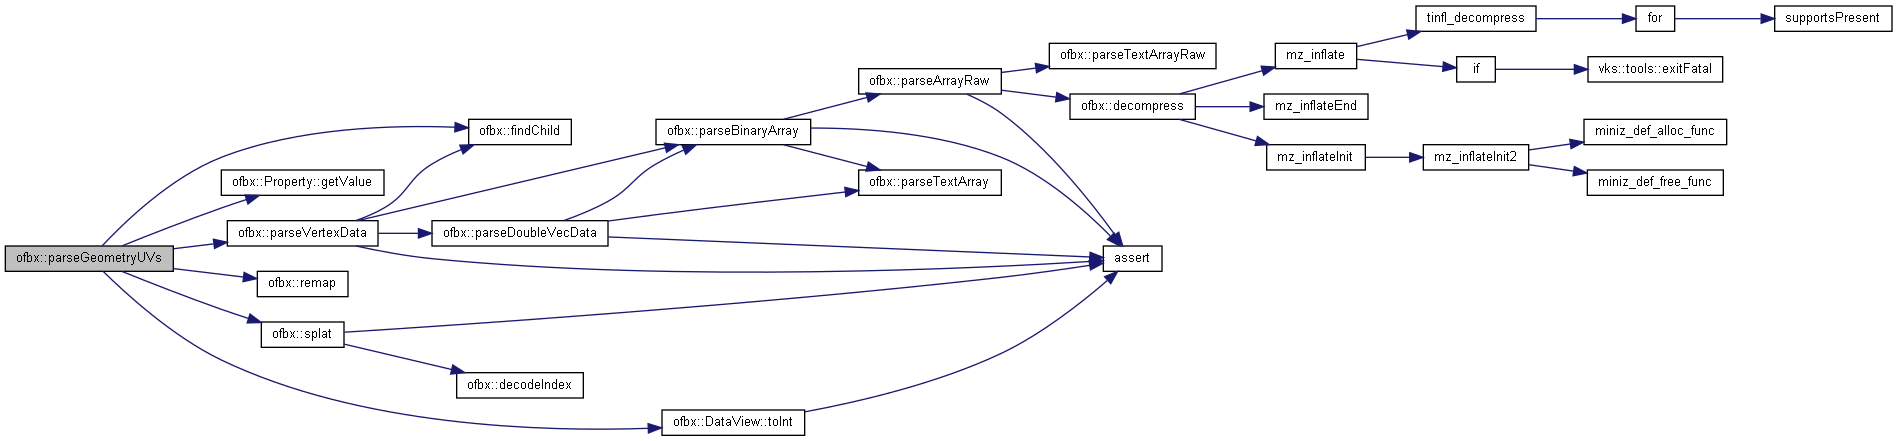 tinfl_decompress
for
supportsPresent
ofbx::parseTextArrayRaw
mz_inflate
if
vks::tools::exitFatal
ofbx::parseArrayRaw
ofbx::decompress
mz_inflateEnd
ofbx::findChild
ofbx::parseBinaryArray
mz_inflateInit
mz_inflateInit2
miniz_def_alloc_func
miniz_def_free_func
ofbx::Property::getValue
ofbx::parseTextArray
ofbx::parseVertexData
ofbx::parseDoubleVecData
ofbx::parseGeometryUVs
assert
ofbx::remap
ofbx::splat
ofbx::decodeIndex
ofbx::DataView::toInt